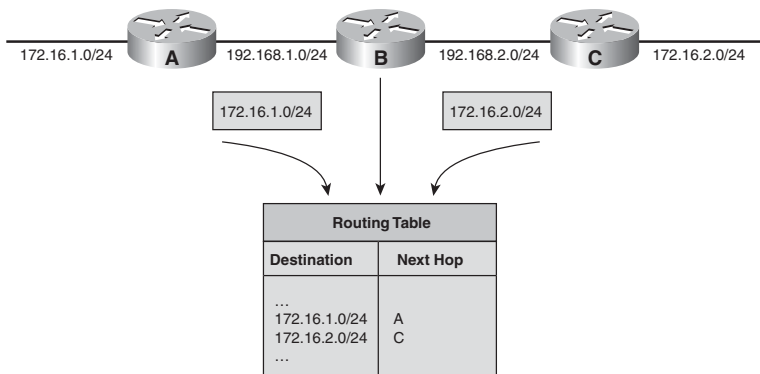 A
B
C
172.16.1.0/24
192.168.1.0/24
192.168.2.0/24
172.16.2.0/24
172.16.1.0/24
172.16.2.0/24
Routing Table
Destination Next Hop
...
172.16.1.0/24 A
172.16.2.0/24 C
...